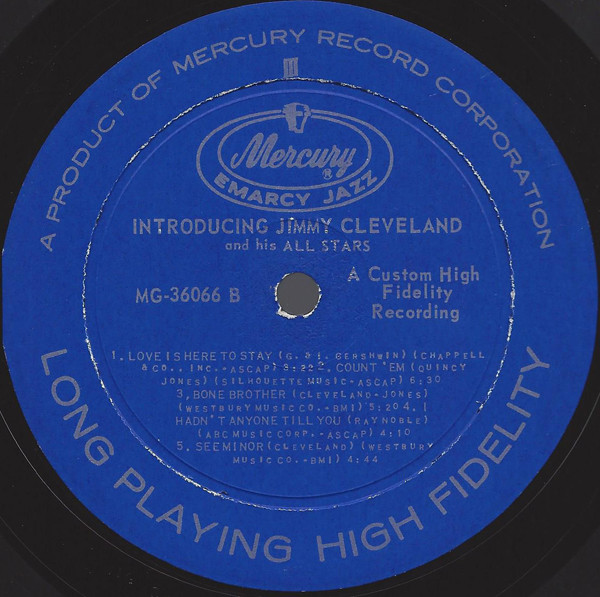 A PRODUCT OF MERCURY RECORD CORPORATION
Mercury ®
EMARCY JAZZ
INTRODUCING JIMMY CLEVELAND
and his ALL STARS
MG-36066 B
A Custom High
Fidelity
Recording
1. LOVE IS HERE TO STAY (G. & I. GERSHWIN) (CHAPPELL
& CO., INC.-ASCAP) 3:22 2. COUNT 'EM (QUINCY
JONES) (SILHOUETTE MUSIC-ASCAP) 6:30
3. BONE BROTHER (CLEVELAND-JONES)
(WESTBURY MUSIC CO.-BMI) 5:20 4. I
HADN'T ANYONE TILL YOU (RAY NOBLE)
(ABC MUSIC CORP.-ASCAP) 4:10
5. SEE MINOR (CLEVELAND) (WESTBURY
MUSIC CO.-BMI) 4:44
LONG PLAYING HIGH FIDELITY